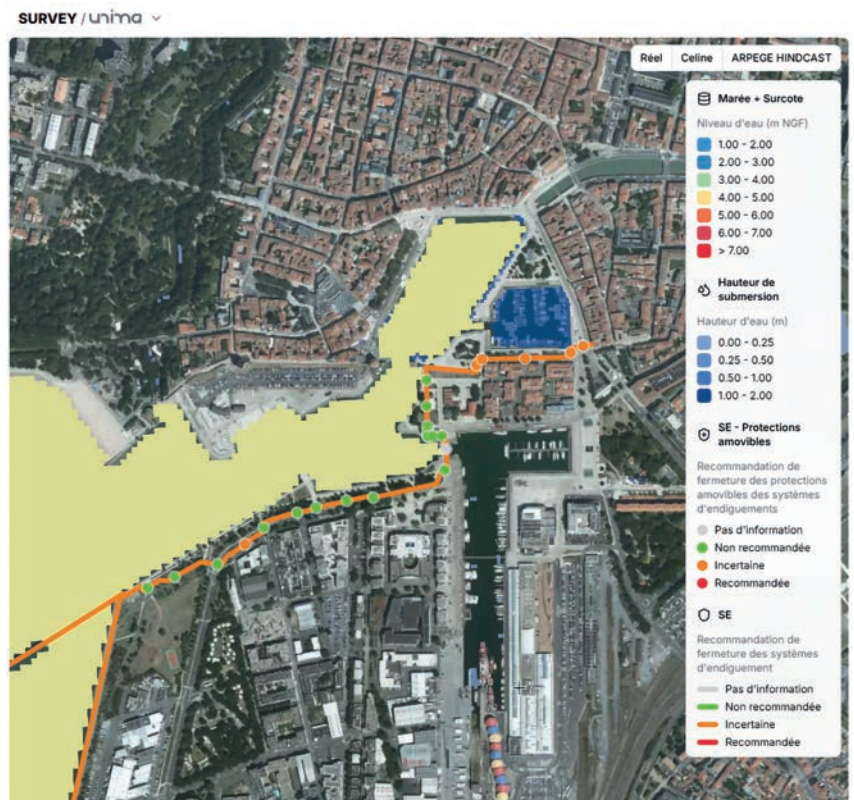 SURVEY / unima
Réel Celine ARPEGE HINDCAST
Marée + Surcote
Niveau d'eau (m NGF)
1.00 - 2.00
2.00 - 3.00
3.00 - 4.00
4.00 - 5.00
5.00 - 6.00
6.00 - 7.00
> 7.00
Hauteur de
submersion
Hauteur d'eau (m)
0.00 - 0.25
0.25 - 0.50
0.50 - 1.00
1.00 - 2.00
SE - Protections
amovibles
Recommandation de
fermeture des protections
amovibles des systèmes
d'endiguements
Pas d'information
Non recommandée
Incertaine
Recommandée
SE
Recommandation de
fermeture des systèmes
d'endiguement
Pas d'information
Non recommandée
Incertaine
Recommandée